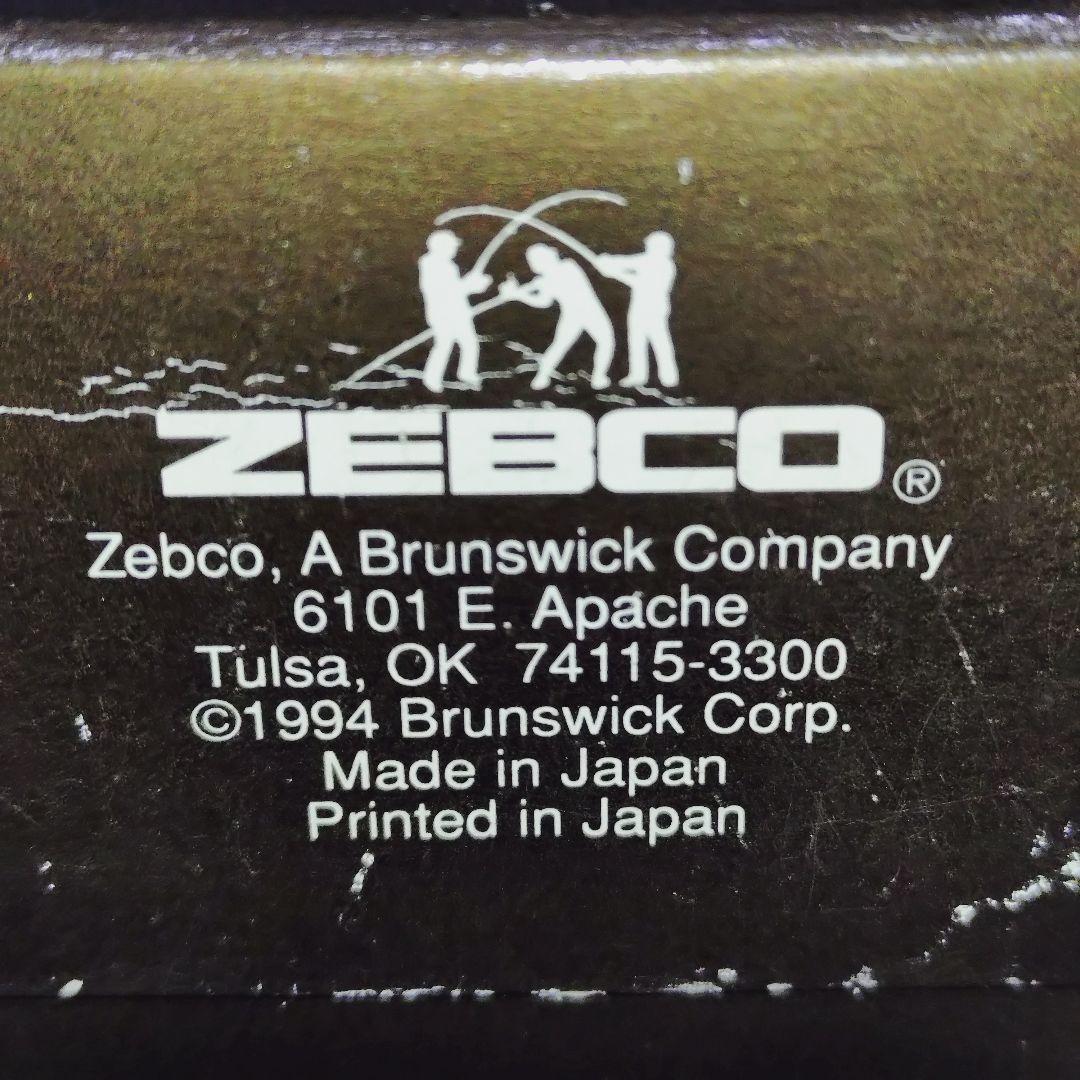 ZEBCO®
Zebco, A Brunswick Company
6101 E. Apache
Tulsa, OK 74115-3300
©1994 Brunswick Corp.
Made in Japan
Printed in Japan